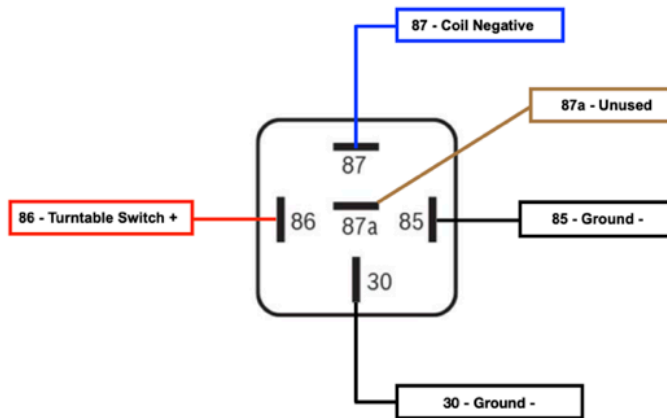 87 - Coil Negative
87a - Unused
87
86 - Turntable Switch +
86
87a
85
85 - Ground -
30
30 - Ground -